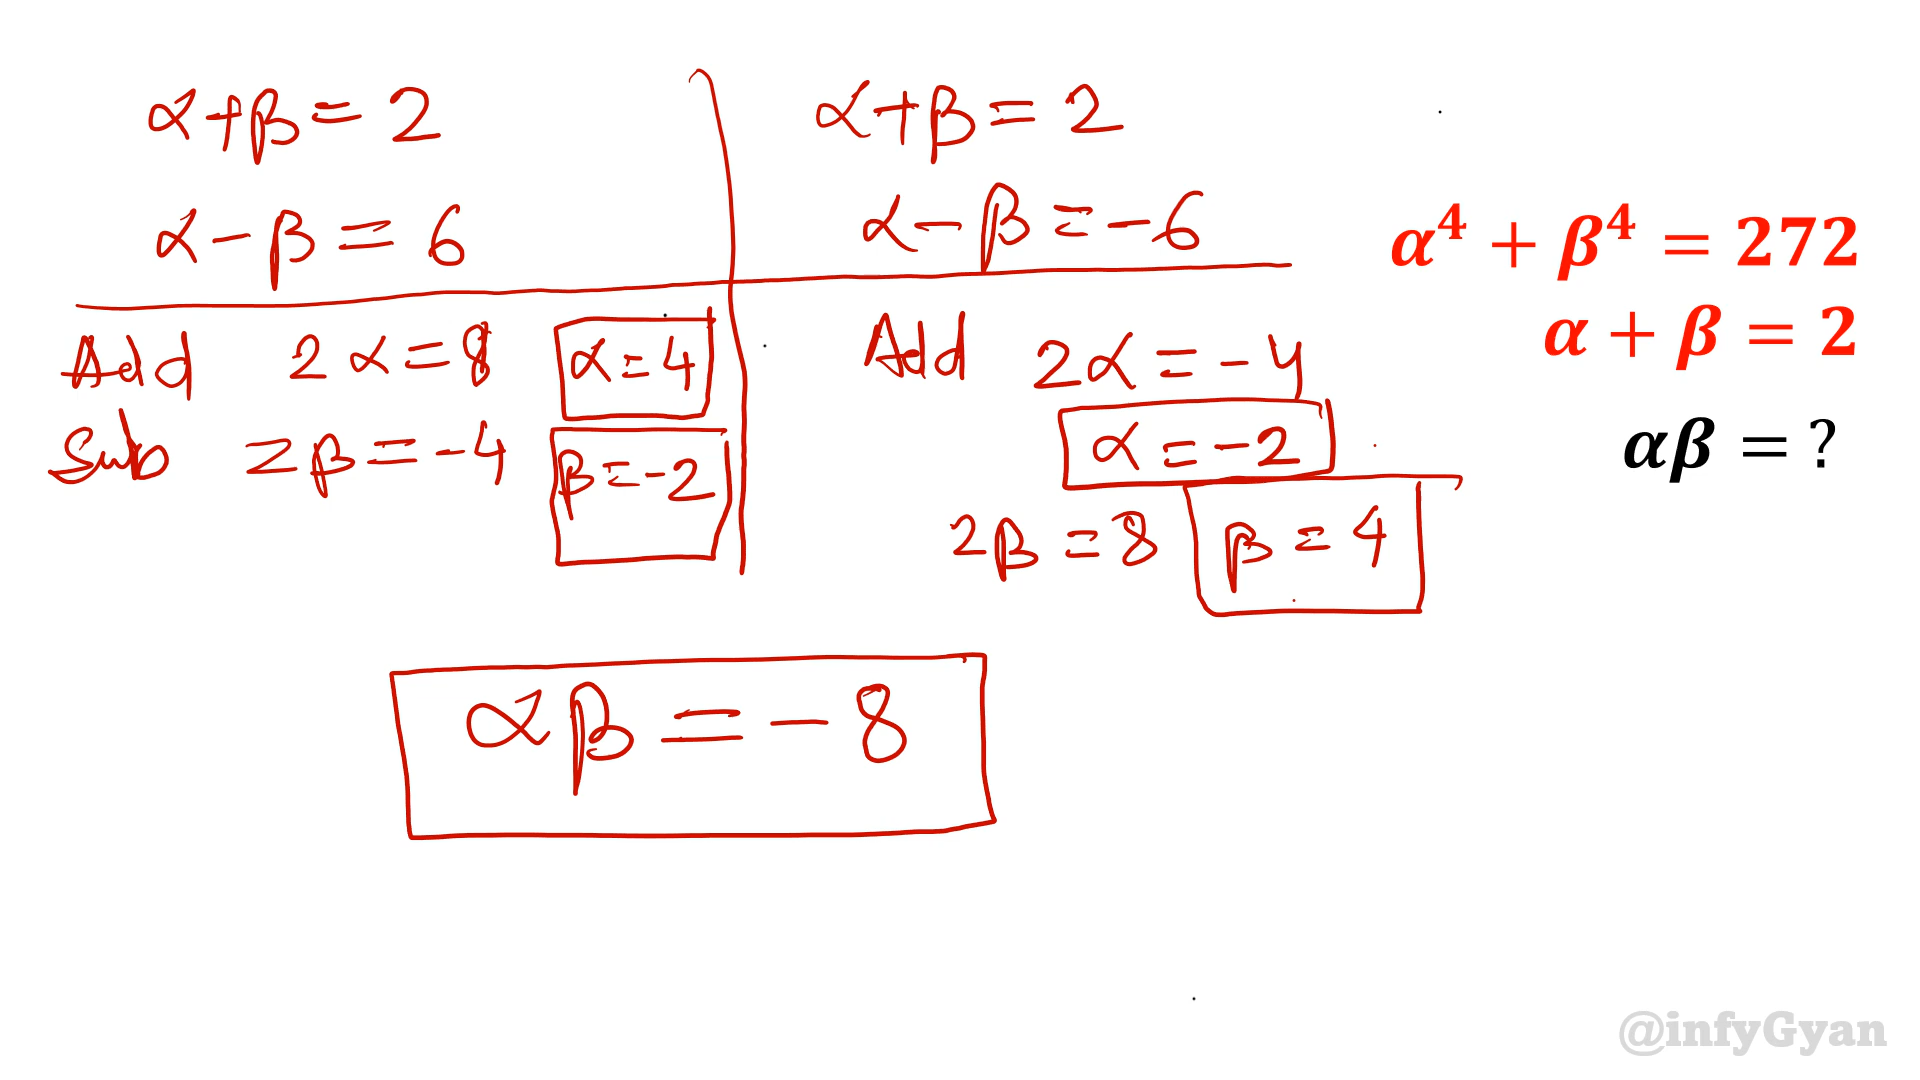 α+β=2
α-β=6
Add 2α=8 α=4
Sub 2β=-4 β=-2
α+β=2
α-β=-6
Add 2α=-4
α=-2
2β=8 β=4
αβ=-8
α⁴ + β⁴ = 272
α + β = 2
αβ = ?
@infyGyan